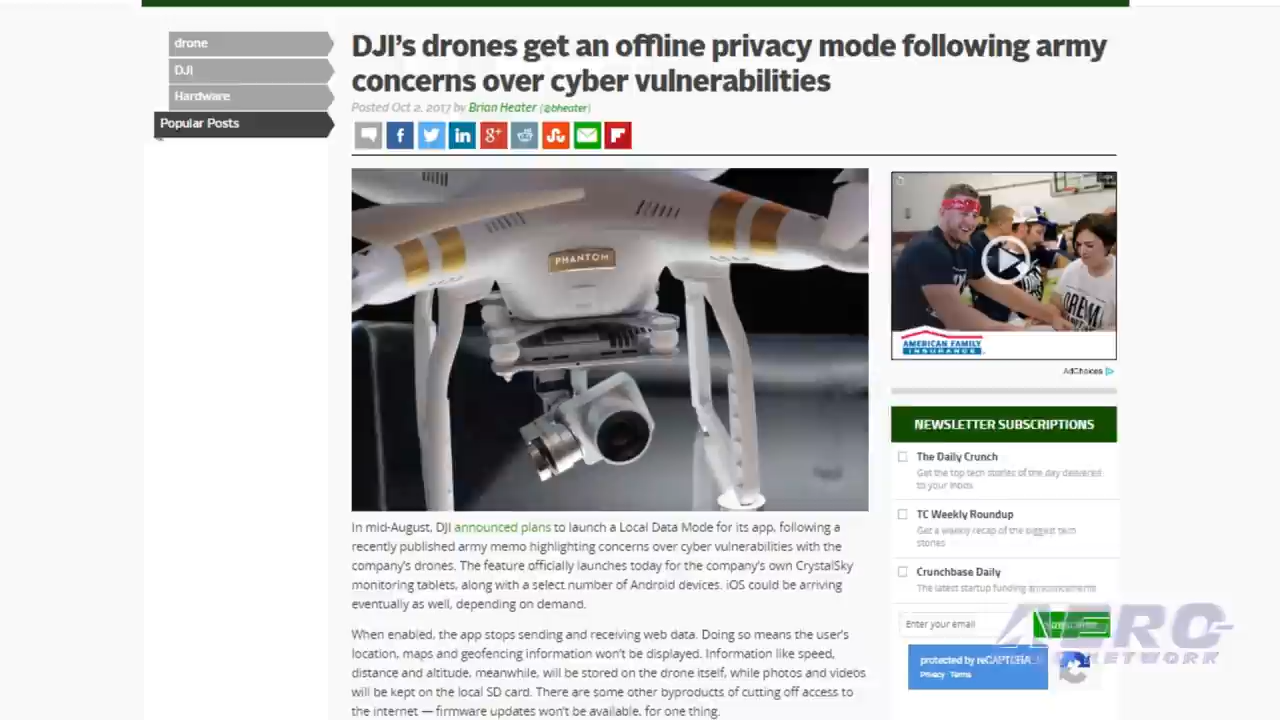 drone
DJI
Hardware
Popular Posts
DJI's drones get an offline privacy mode following army
concerns over cyber vulnerabilities
Posted Oct 2, 2017 by Brian Heater (@bheater)
PHANTOM
In mid-August, DJI announced plans to launch a Local Data Mode for its app, following a
recently published army memo highlighting concerns over cyber vulnerabilities with the
company's drones. The feature officially launches today for the company's own CrystalSky
monitoring tablets, along with a select number of Android devices. iOS could be arriving
eventually as well, depending on demand.
When enabled, the app stops sending and receiving web data. Doing so means the user's
location, maps and geofencing information won't be displayed. Information like speed,
distance and altitude, meanwhile, will be stored on the drone itself, while photos and videos
will be kept on the local SD card. There are some other byproducts of cutting off access to
the internet — firmware updates won't be available, for one thing.
AMERICAN FAMILY
INSURANCE
AdChoices
NEWSLETTER SUBSCRIPTIONS
The Daily Crunch
Get the top tech stories of the day delivered
to your inbox
TC Weekly Roundup
Get a weekly recap of the biggest tech
stories
Crunchbase Daily
The latest startup funding announcements
Enter your email
protected by reCAPTCHA
Privacy - Terms
AERO
NETWORK